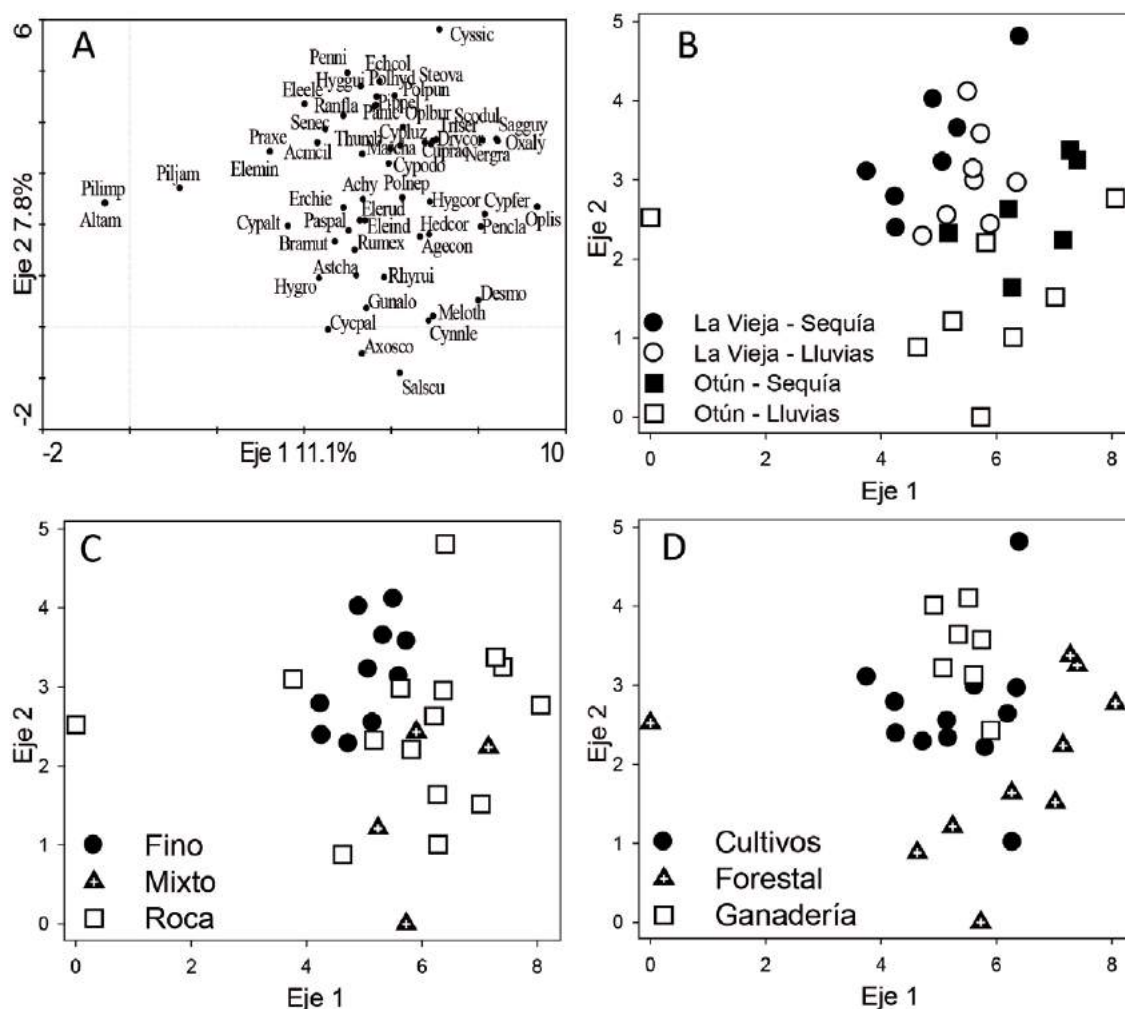 A
6
Cyssic
Penni
Echcol
Hyggui
Polhyd Steova
Eleele
Polpun
Ranfla
Pipnel
Panic
Oplbur Scodul
Senec
Cypluz
Triser
Sagguy
Praxe
Thumb
Drycor
Oxaly
Acmcil
Macha
Cuprac
Nergra
Elemin
Cypodo
Piljam
Pilimp
Altam
Achy
Polnep
Erchie
Elerud
Hygcor
Cypfer
Oplis
Cypalt
Paspal
Eleind
Hedcor
Pencla
Bramut
Rumex
Agecon
Astcha
Hygro
Rhyrui
Gunalo
Desmo
Meloth
Cycpal
Cynnle
Axosco
Salscu
Eje 2 7.8%
-2
-2
Eje 1 11.1%
10
B
5
4
3
2
1
0
Eje 2
La Vieja - Sequía
La Vieja - Lluvias
Otún - Sequía
Otún - Lluvias
0 2 4 6 8
Eje 1
C
5
4
3
2
1
0
Eje 2
Fino
Mixto
Roca
0 2 4 6 8
Eje 1
D
5
4
3
2
1
0
Eje 2
Cultivos
Forestal
Ganadería
0 2 4 6 8
Eje 1